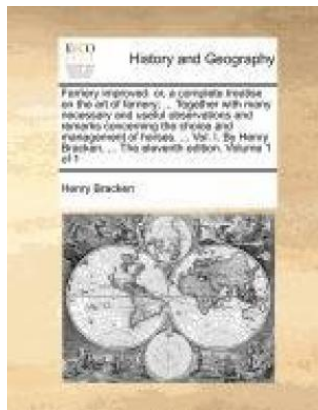 ECCO
History and Geography
Farriery improved: or, a complete treatise
on the art of farriery; ... Together with many
necessary and useful observations and
remarks concerning the choice and
management of horses. ... Vol. I. By Henry
Bracken, ... The eleventh edition. Volume 1
of 1
Henry Bracken